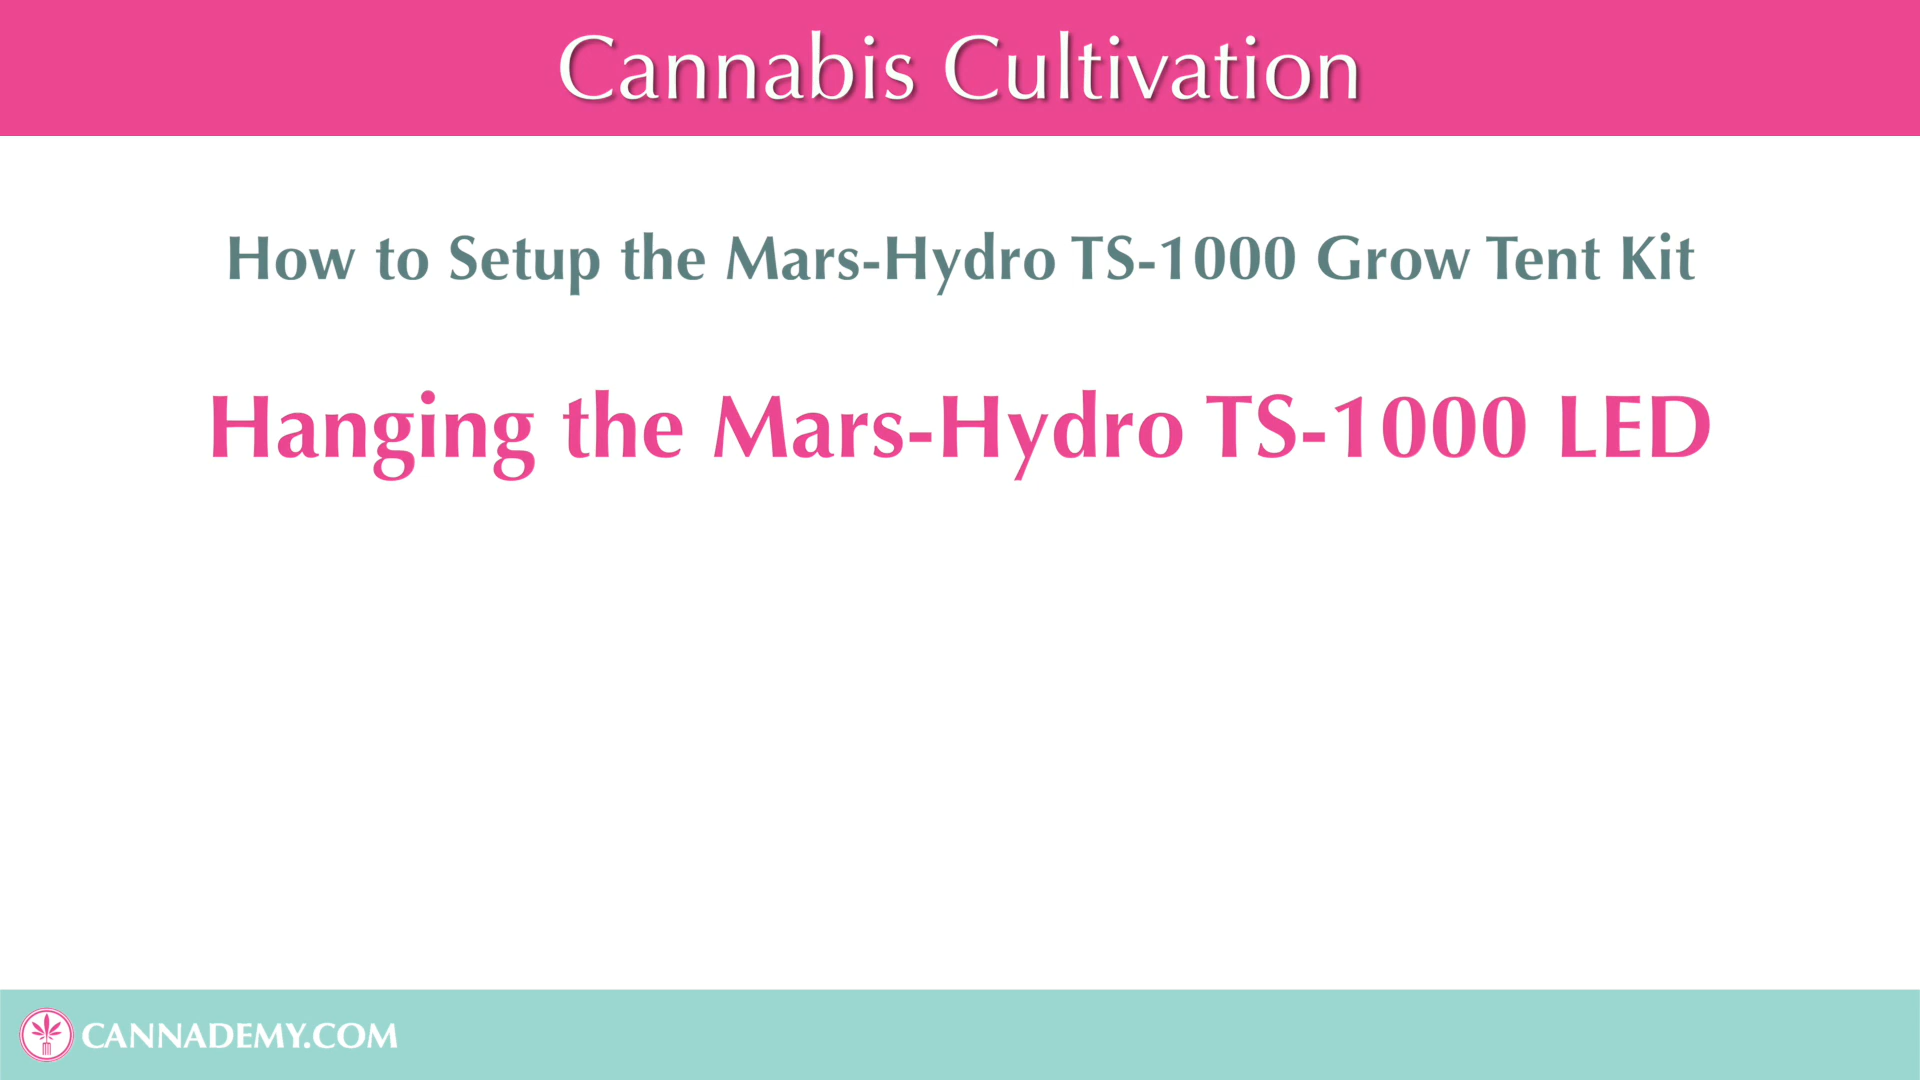 Cannabis Cultivation
How to Setup the Mars-Hydro TS-1000 Grow Tent Kit
Hanging the Mars-Hydro TS-1000 LED
CANNADEMY.COM